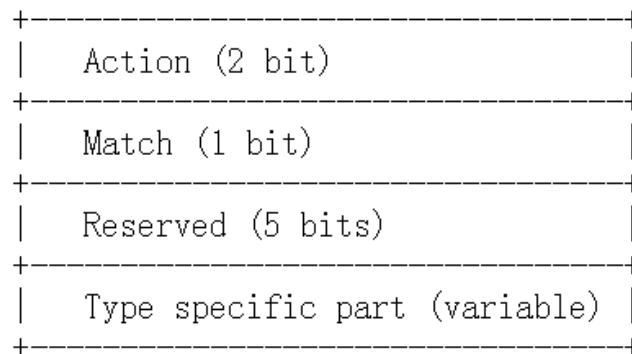 Action (2 bit)
Match (1 bit)
Reserved (5 bits)
Type specific part (variable)